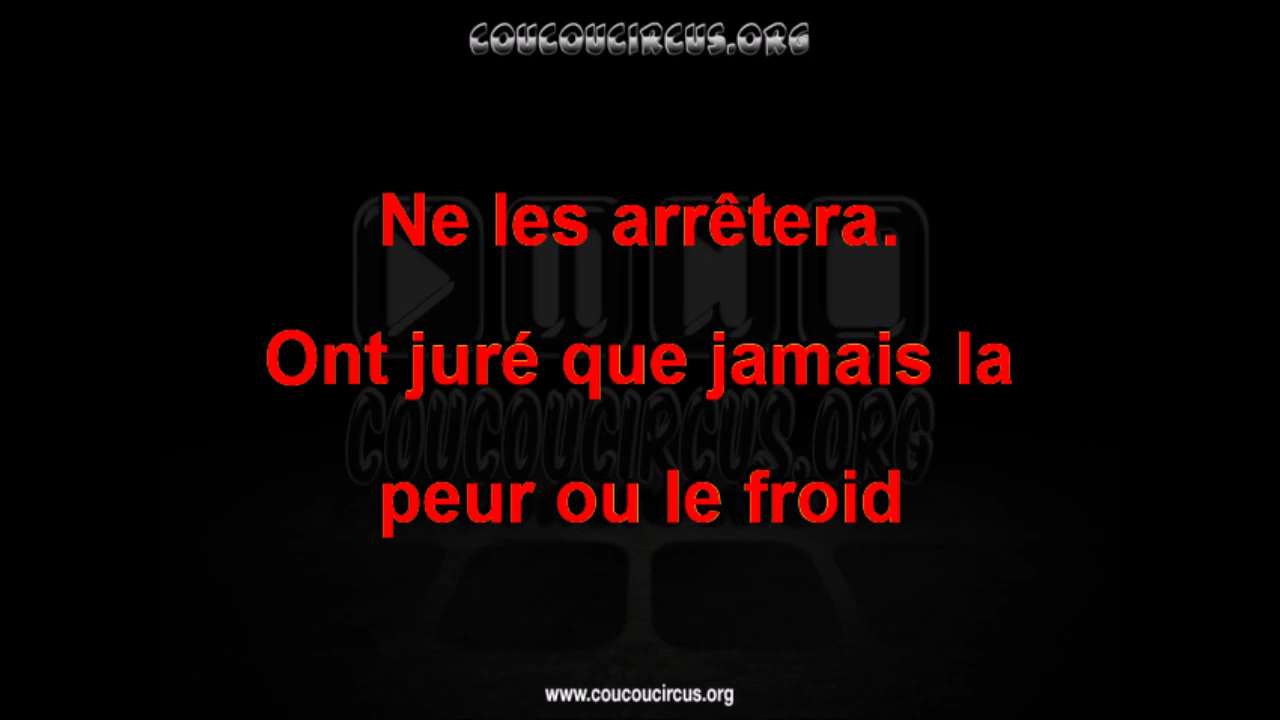 COUCOUCIRCUS.ORG
Ne les arrêtera.
Ont juré que jamais la
COUCOUCIRCUS.ORG
peur ou le froid
www.coucoucircus.org